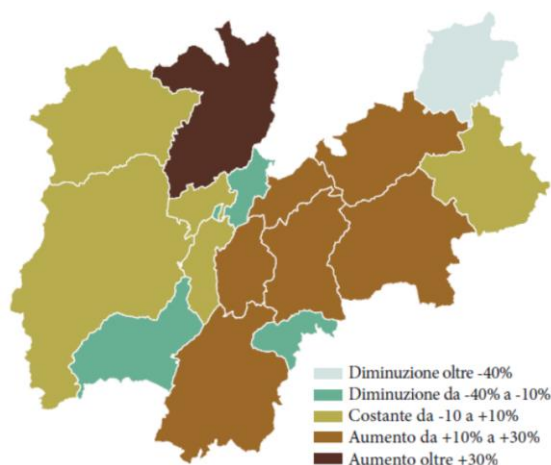 Diminuzione oltre -40%
Diminuzione da -40% a -10%
Costante da -10 a +10%
Aumento da +10% a +30%
Aumento oltre +30%